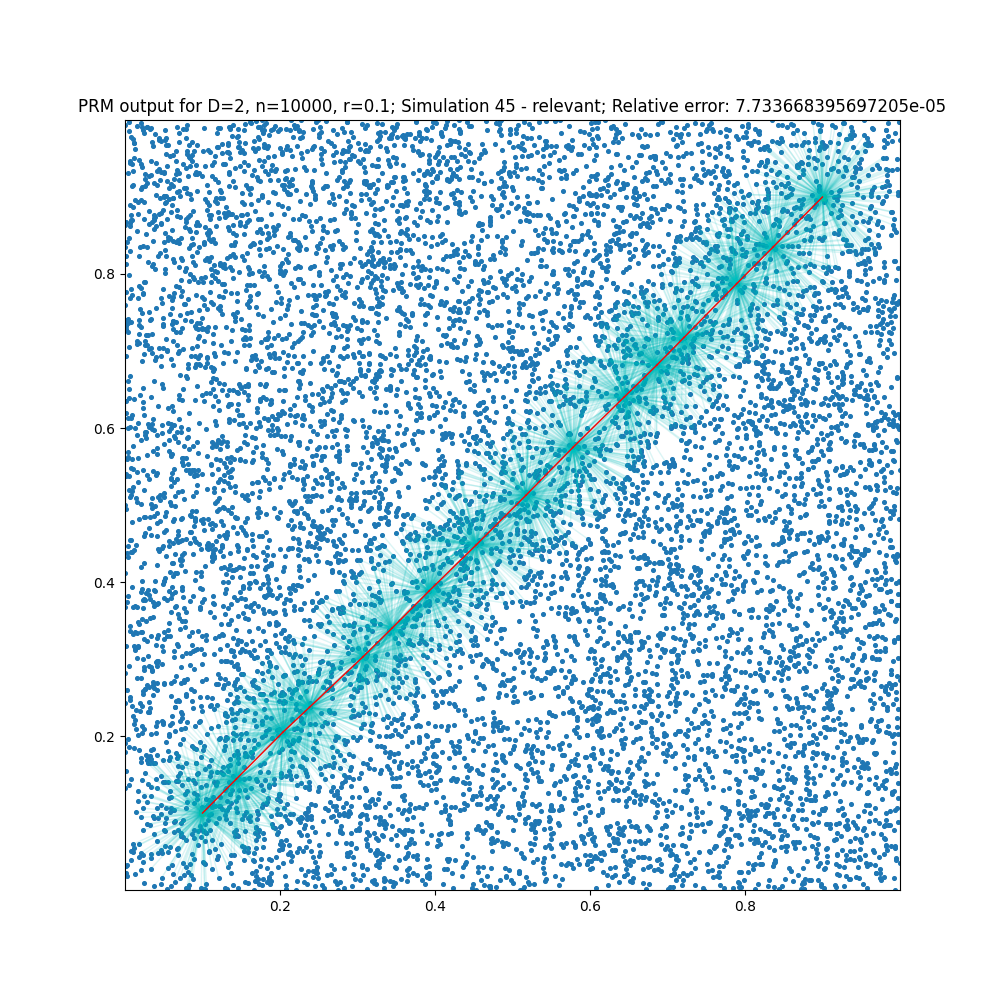 PRM output for D=2, n=10000, r=0.1; Simulation 45 - relevant; Relative error: 7.733668395697205e-05
0.8
0.6
0.4
0.2
0.2 0.4 0.6 0.8